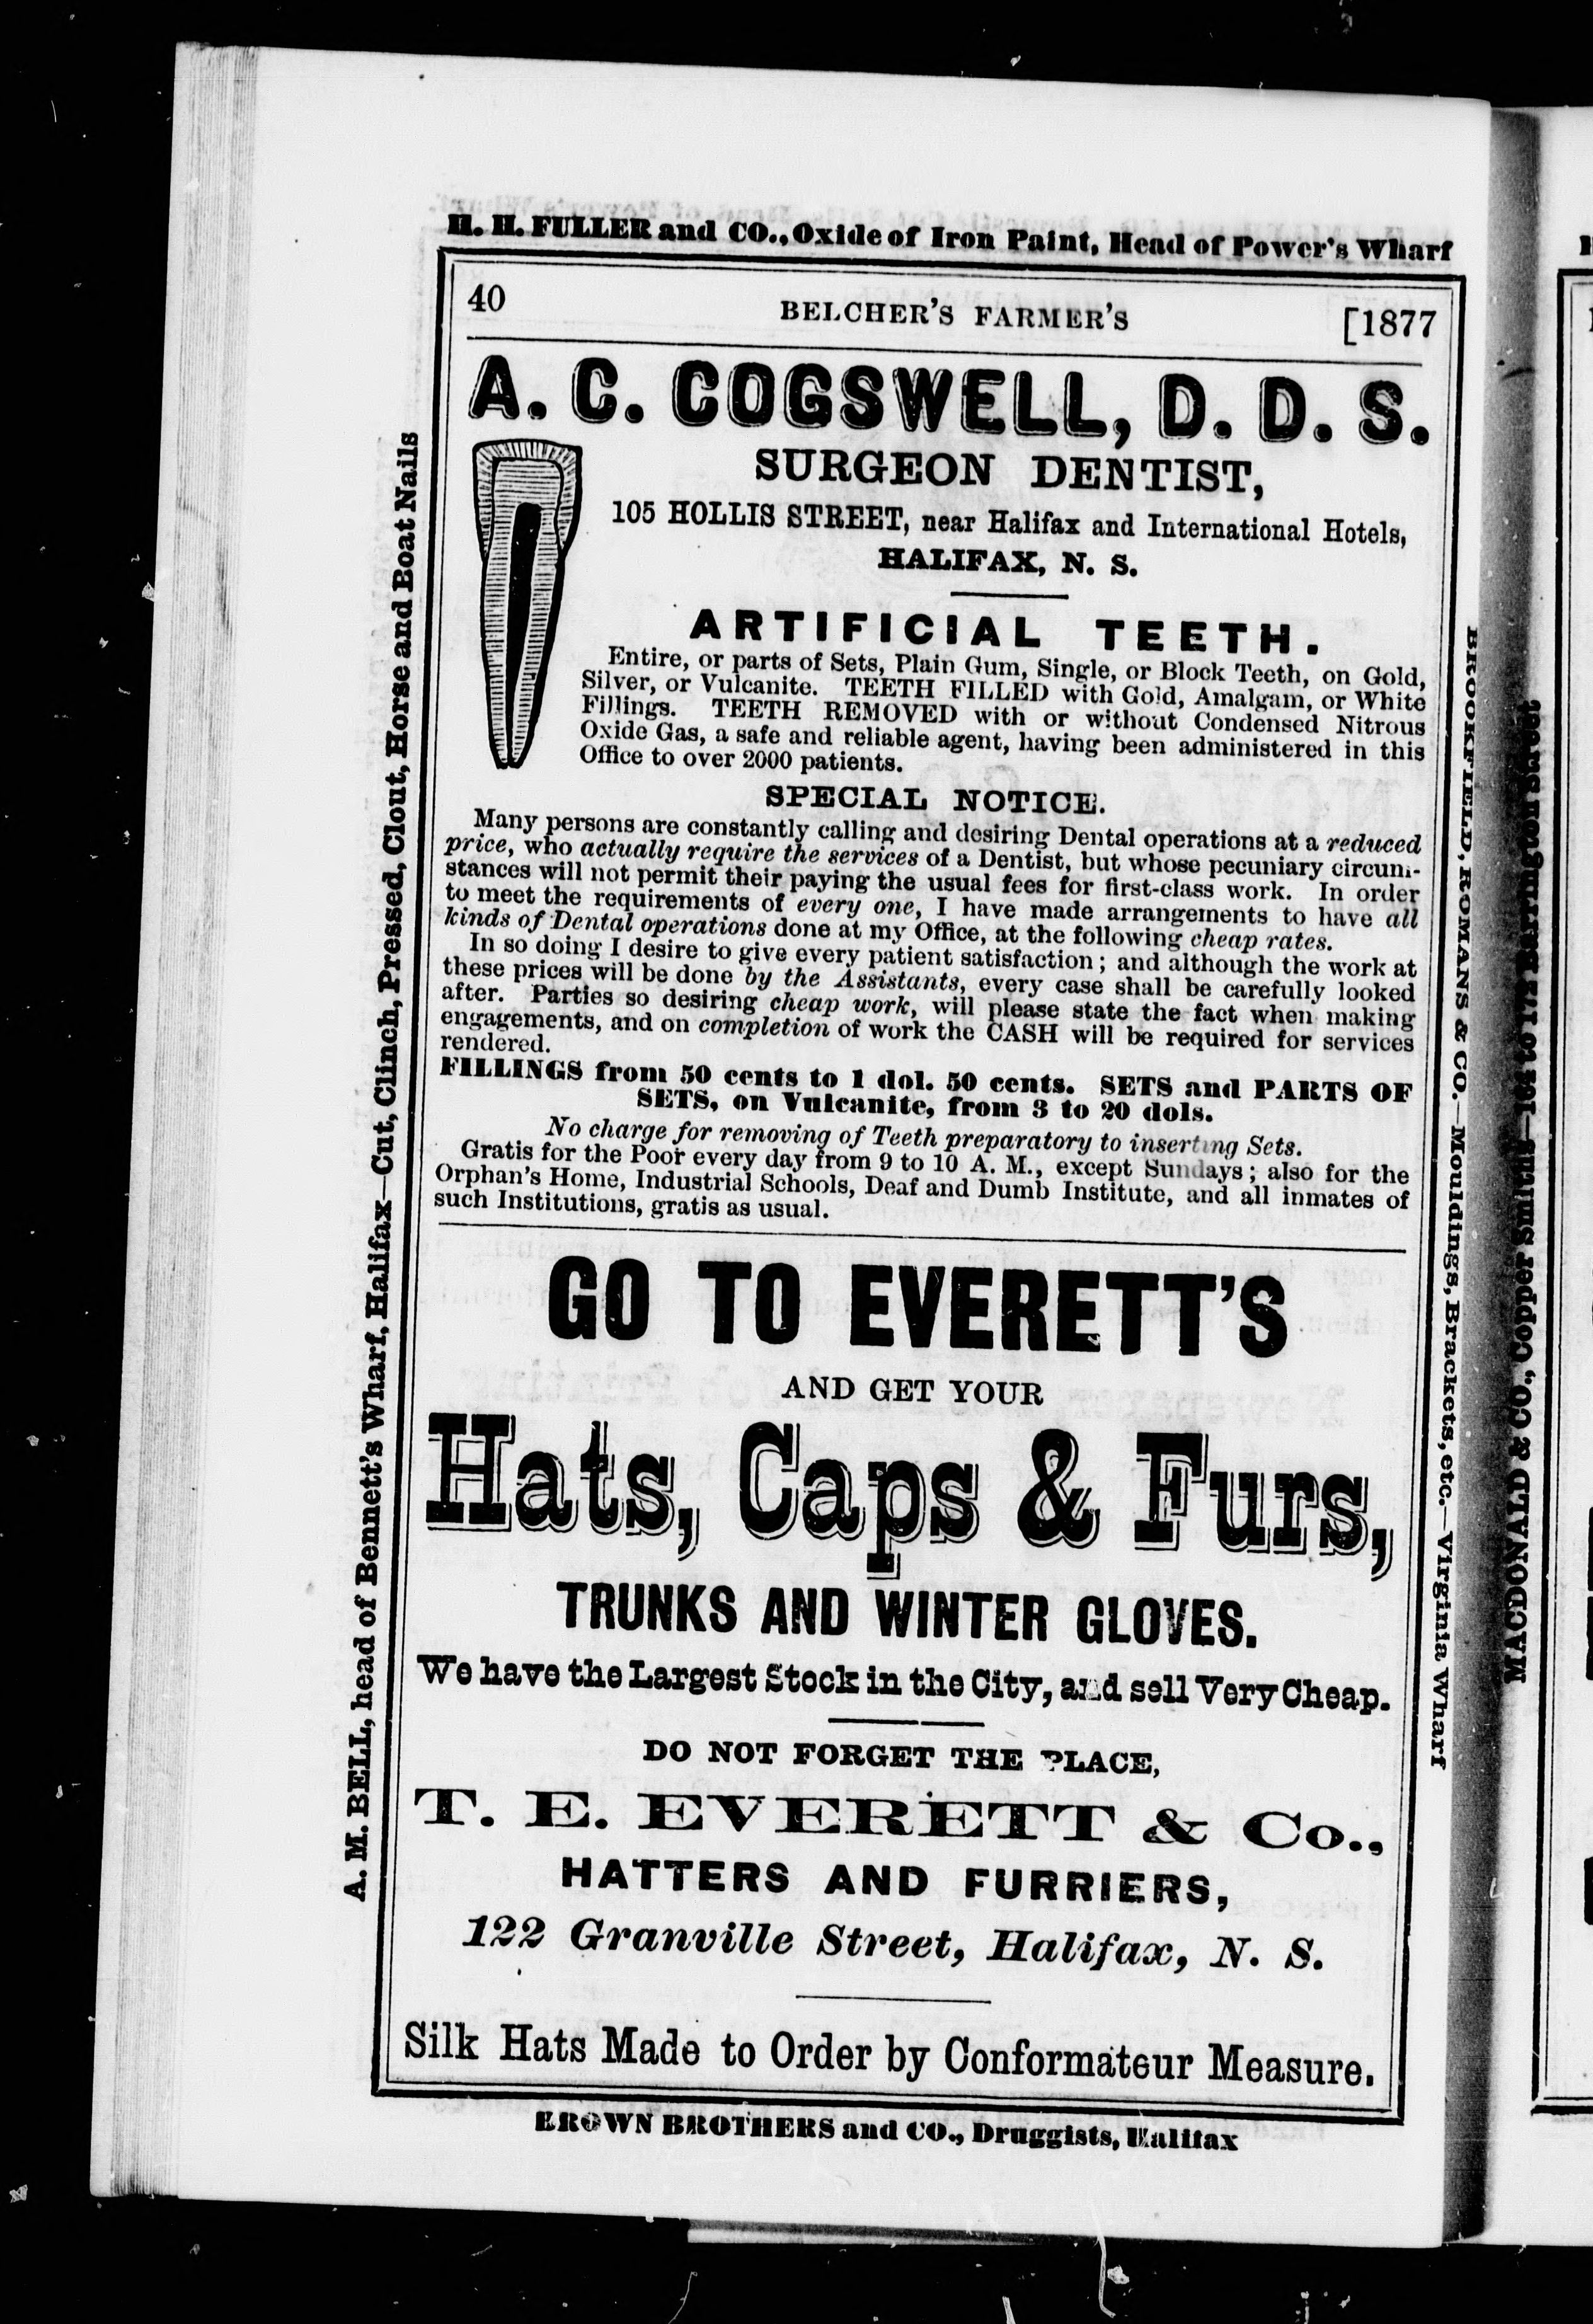 H. H. FULLER and CO., Oxide of Iron Paint, Head of Power's Wharf
40 BELCHER'S FARMER'S [1877
A. C. COGSWELL, D. D. S.
SURGEON DENTIST,
105 HOLLIS STREET, near Halifax and International Hotels,
HALIFAX, N. S.
ARTIFICIAL TEETH.
Entire, or parts of Sets, Plain Gum, Single, or Block Teeth, on Gold,
Silver, or Vulcanite. TEETH FILLED with Gold, Amalgam, or White
Fillings. TEETH REMOVED with or without Condensed Nitrous
Oxide Gas, a safe and reliable agent, having been administered in this
Office to over 2000 patients.
SPECIAL NOTICE.
Many persons are constantly calling and desiring Dental operations at a reduced
price, who actually require the services of a Dentist, but whose pecuniary circum-
stances will not permit their paying the usual fees for first-class work. In order
to meet the requirements of every one, I have made arrangements to have all
kinds of Dental operations done at my Office, at the following cheap rates.
In so doing I desire to give every patient satisfaction; and although the work at
these prices will be done by the Assistants, every case shall be carefully looked
after. Parties so desiring cheap work, will please state the fact when making
engagements, and on completion of work the CASH will be required for services
rendered.
FILLINGS from 50 cents to 1 dol. 50 cents. SETS and PARTS OF
SETS, on Vulcanite, from 3 to 20 dols.
No charge for removing of Teeth preparatory to inserting Sets.
Gratis for the Poor every day from 9 to 10 A. M., except Sundays; also for the
Orphan's Home, Industrial Schools, Deaf and Dumb Institute, and all inmates of
such Institutions, gratis as usual.
GO TO EVERETT'S
AND GET YOUR
Hats, Caps & Furs,
TRUNKS AND WINTER GLOVES.
We have the Largest Stock in the City, and sell Very Cheap.
DO NOT FORGET THE PLACE,
T. E. EVERETT & Co.,
HATTERS AND FURRIERS,
122 Granville Street, Halifax, N. S.
Silk Hats Made to Order by Conformateur Measure.
BROWN BROTHERS and CO., Druggists, Halifax
A. M. BELL, head of Bennett's Wharf, Halifax—Cut, Clinch, Pressed, Clout, Horse and Boat Nails
BROOKFIELD, ROMANS & CO.—Mouldings, Brackets, etc.—Virginia Wharf
MACDONALD & CO., Copper Smiths—164 to 172 Barrington Street